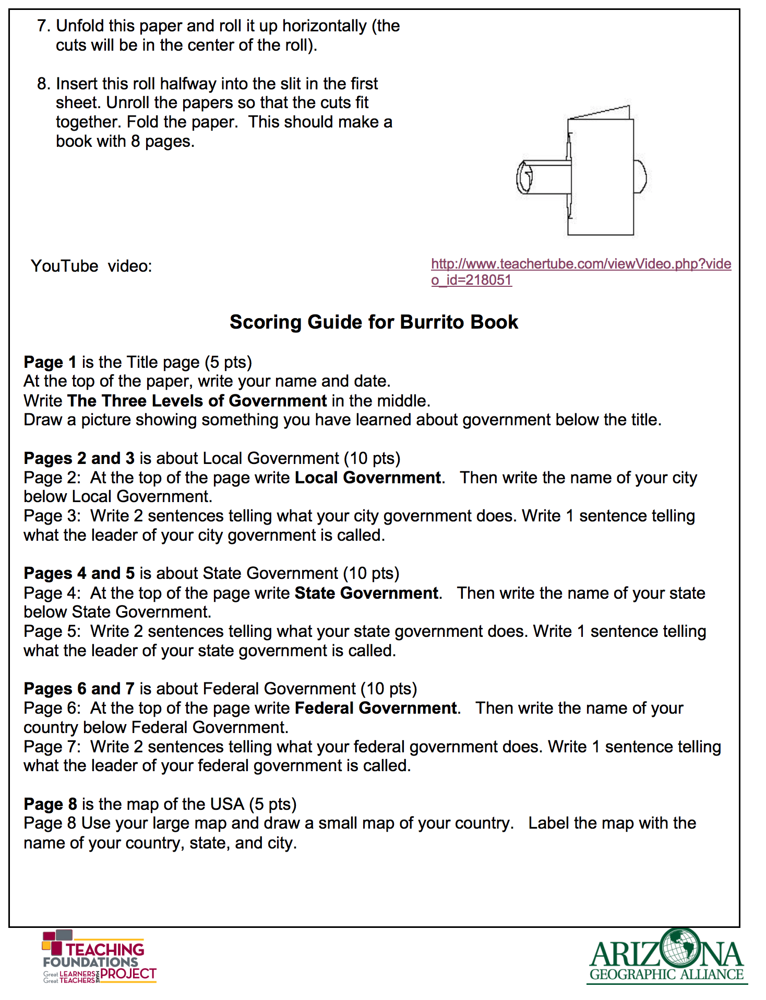 7. Unfold this paper and roll it up horizontally (the
cuts will be in the center of the roll).
8. Insert this roll halfway into the slit in the first
sheet. Unroll the papers so that the cuts fit
together. Fold the paper.  This should make a
book with 8 pages.
YouTube  video:
http://www.teachertube.com/viewVideo.php?vide
o_id=218051
Scoring Guide for Burrito Book
Page 1 is the Title page (5 pts)
At the top of the paper, write your name and date.
Write The Three Levels of Government in the middle.
Draw a picture showing something you have learned about government below the title.
Pages 2 and 3 is about Local Government (10 pts)
Page 2:  At the top of the page write Local Government.   Then write the name of your city
below Local Government.
Page 3:  Write 2 sentences telling what your city government does. Write 1 sentence telling
what the leader of your city government is called.
Pages 4 and 5 is about State Government (10 pts)
Page 4:  At the top of the page write State Government.   Then write the name of your state
below State Government.
Page 5:  Write 2 sentences telling what your state government does. Write 1 sentence telling
what the leader of your state government is called.
Pages 6 and 7 is about Federal Government (10 pts)
Page 6:  At the top of the page write Federal Government.   Then write the name of your
country below Federal Government.
Page 7:  Write 2 sentences telling what your federal government does. Write 1 sentence telling
what the leader of your federal government is called.
Page 8 is the map of the USA (5 pts)
Page 8 Use your large map and draw a small map of your country.   Label the map with the
name of your country, state, and city.
TEACHING
FOUNDATIONS
Great LEARNERS MAKE
Great TEACHERS
PROJECT
ARIZONA
GEOGRAPHIC ALLIANCE